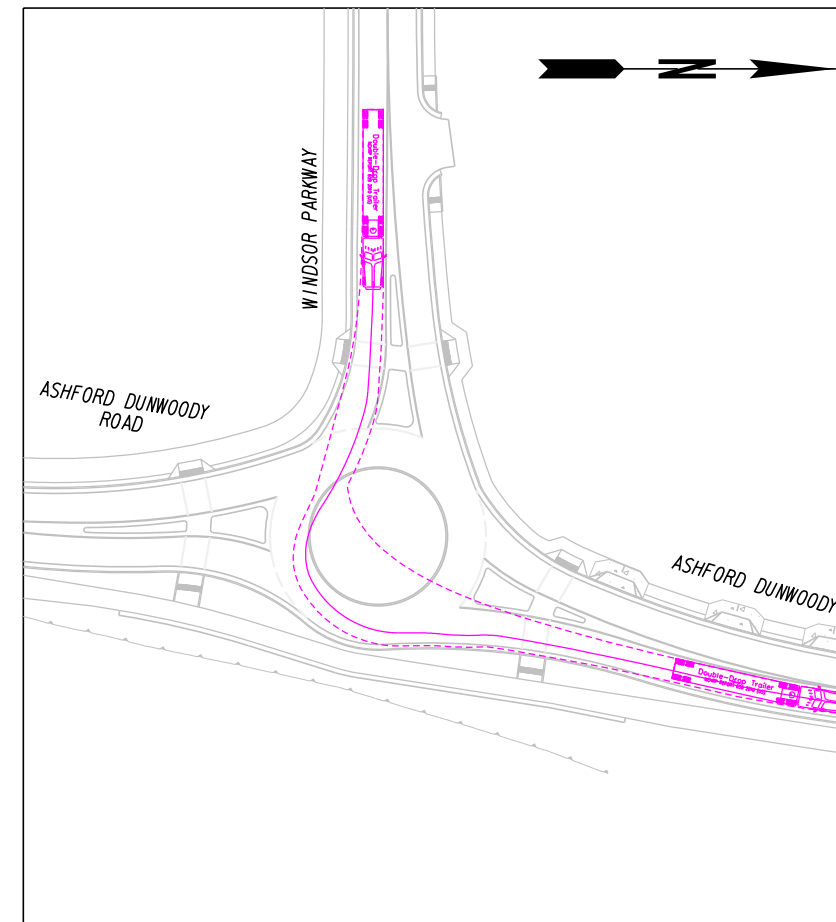 N
Double-Drop Trailer
WINDSOR PARKWAY
ASHFORD DUNWOODY
ROAD
ASHFORD DUNWOODY
Double-Drop Trailer